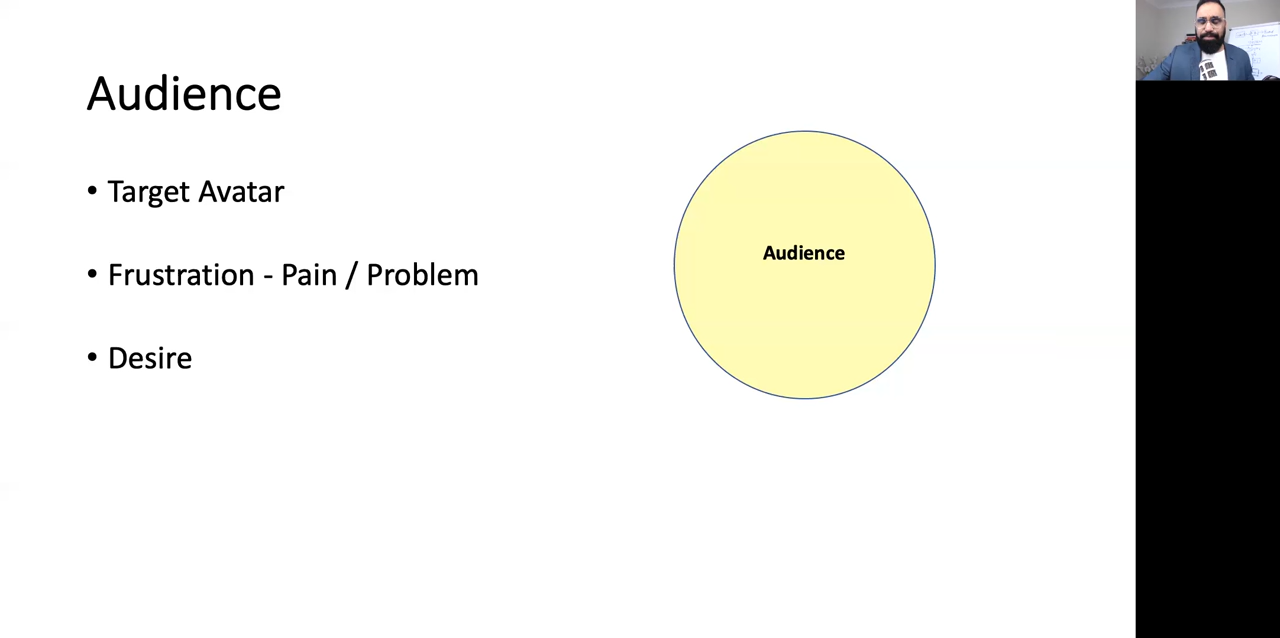 Audience
• Target Avatar
• Frustration - Pain / Problem
• Desire
Audience